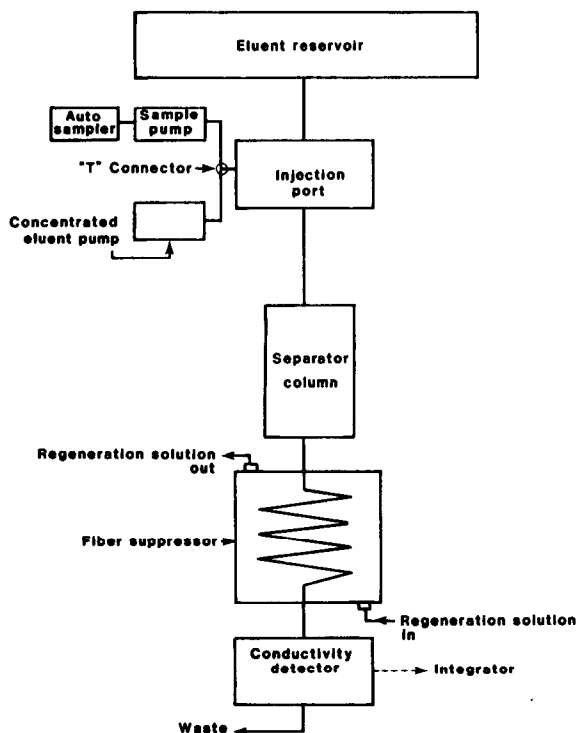 Eluent reservoir
Auto
sampler
Sample
pump
"T" Connector
Injection
port
Concentrated
eluent pump
Separator
column
Regeneration solution
out
Fiber suppressor
Regeneration solution
in
Conductivity
detector
Integrator
Waste